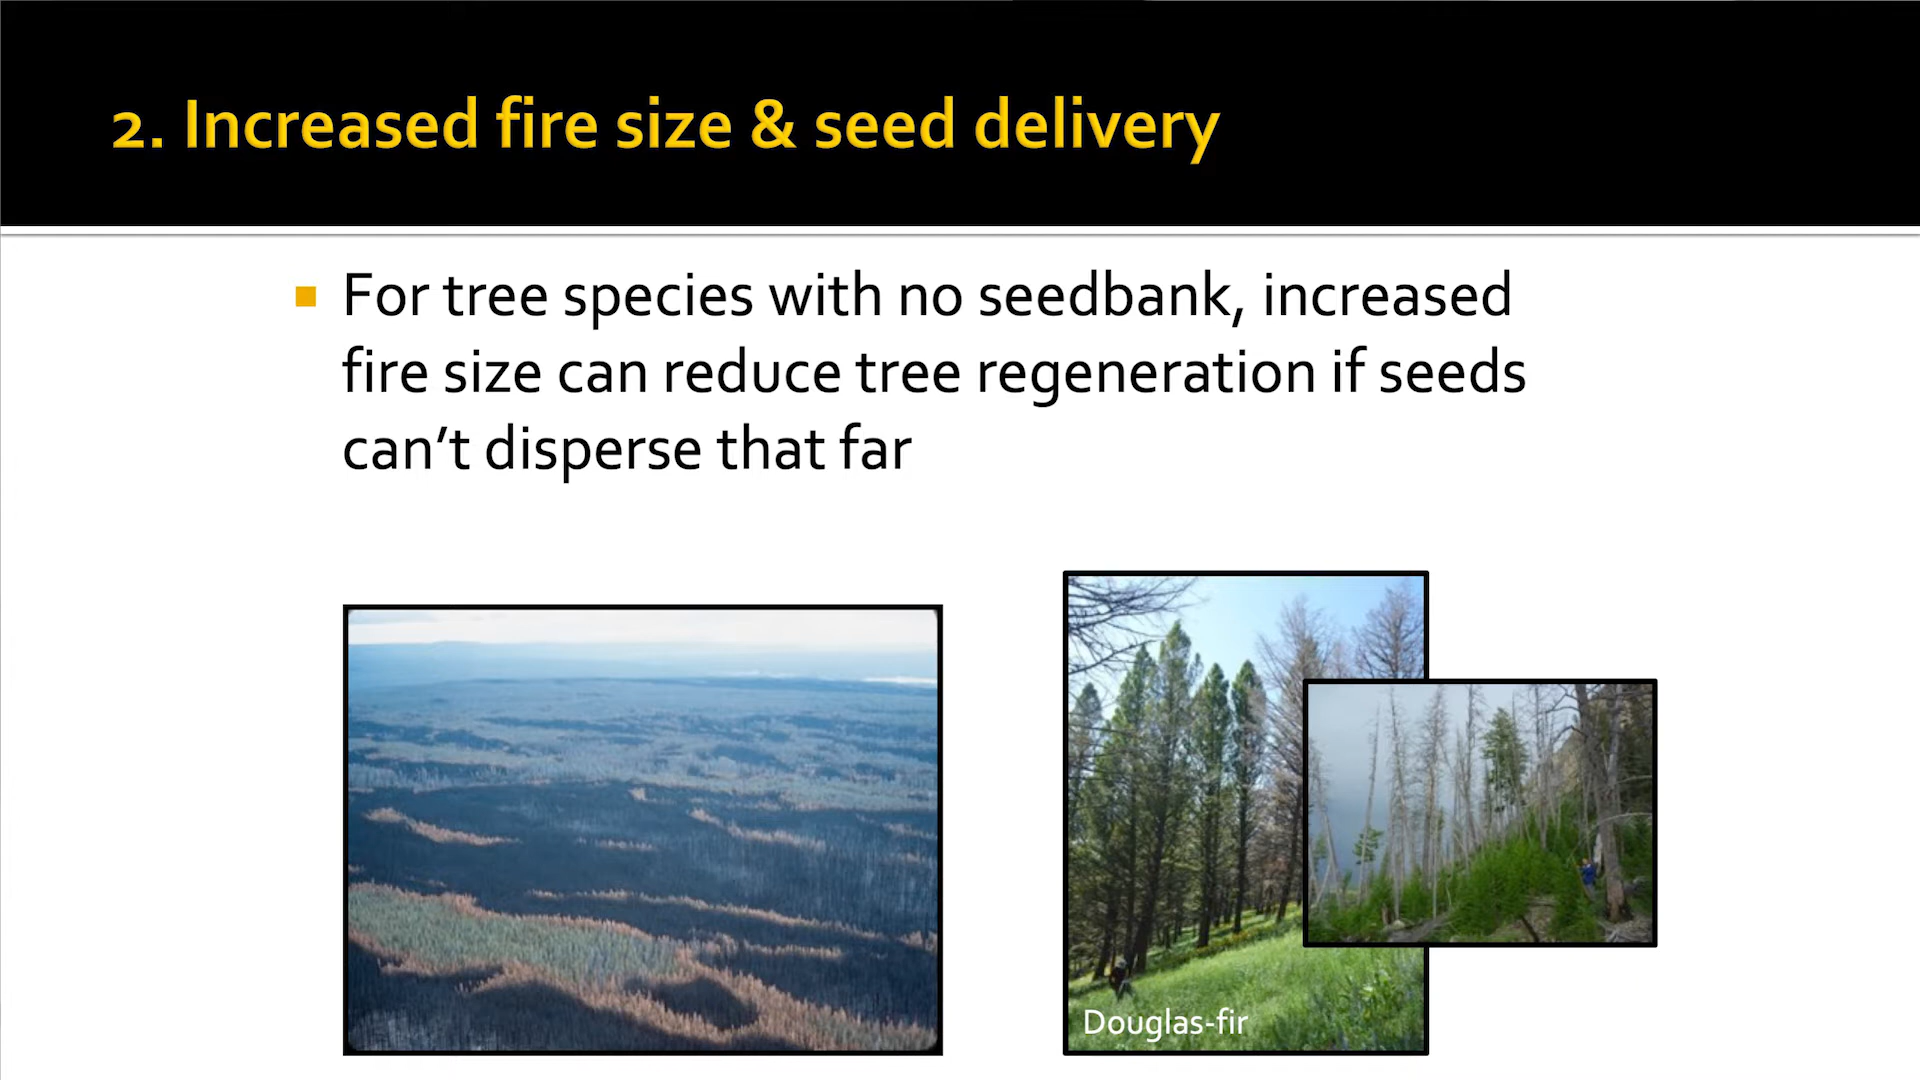 2. Increased fire size & seed delivery
For tree species with no seedbank, increased
fire size can reduce tree regeneration if seeds
can’t disperse that far
Douglas-fir